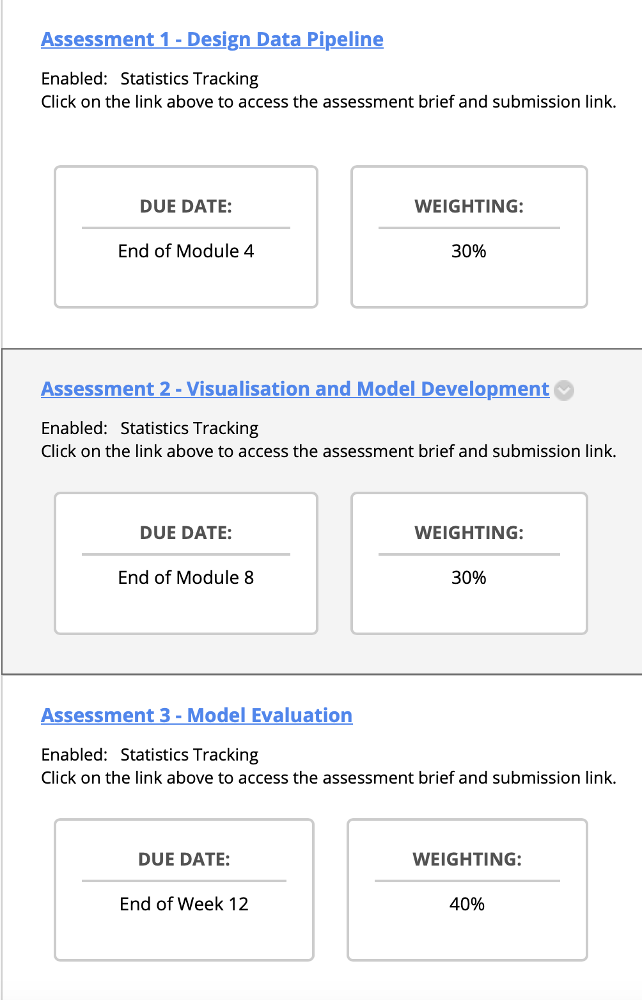 Assessment 1 - Design Data Pipeline
Enabled: Statistics Tracking
Click on the link above to access the assessment brief and submission link.
DUE DATE:
End of Module 4
WEIGHTING:
30%
Assessment 2 - Visualisation and Model Development
Enabled: Statistics Tracking
Click on the link above to access the assessment brief and submission link.
DUE DATE:
End of Module 8
WEIGHTING:
30%
Assessment 3 - Model Evaluation
Enabled: Statistics Tracking
Click on the link above to access the assessment brief and submission link.
DUE DATE:
End of Week 12
WEIGHTING:
40%